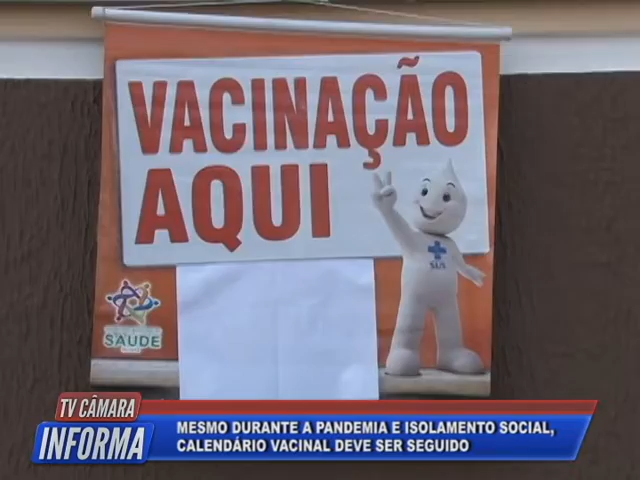 VACINAÇÃO
AQUI
SUS
SAÚDE
TV CÂMARA
INFORMA
MESMO DURANTE A PANDEMIA E ISOLAMENTO SOCIAL,
CALENDÁRIO VACINAL DEVE SER SEGUIDO